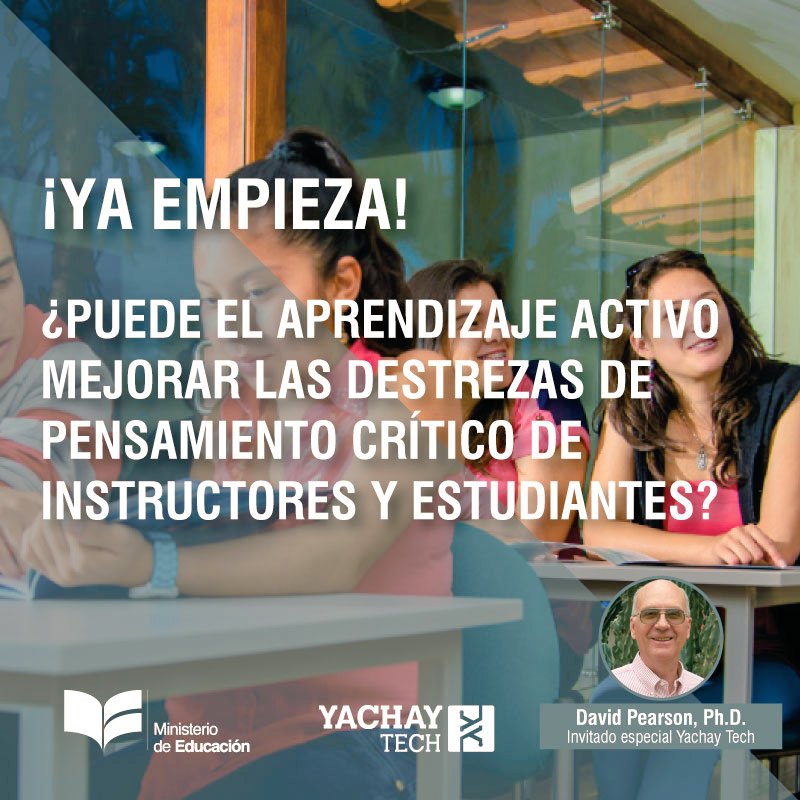 ¡YA EMPIEZA!
¿PUEDE EL APRENDIZAJE ACTIVO
MEJORAR LAS DESTREZAS DE
PENSAMIENTO CRÍTICO DE
INSTRUCTORES Y ESTUDIANTES?
Ministerio
de Educación
YACHAY
TECH
David Pearson, Ph.D.
Invitado especial Yachay Tech